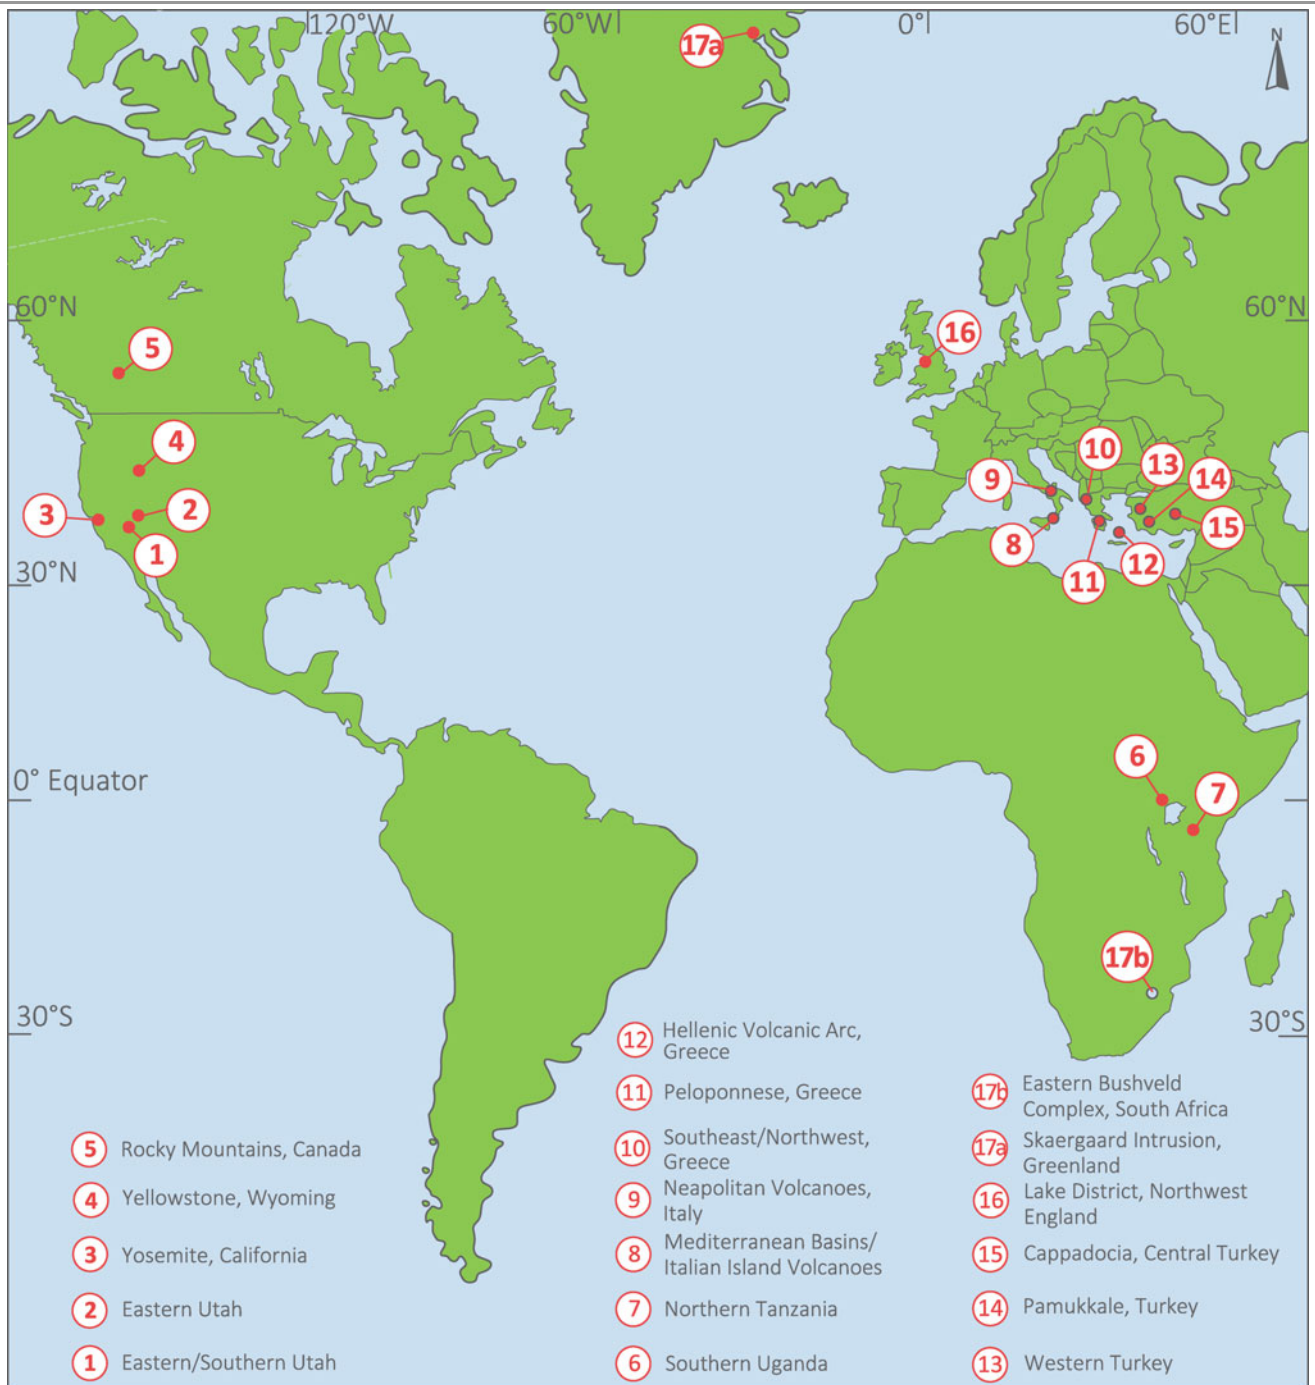 120°W
60°W
0°
60°E
N
17a
60°N
60°N
5
16
4
10
13
9
14
3
2
8
15
1
12
11
30°N
6
0° Equator
7
17b
30°S
30°S
12 Hellenic Volcanic Arc,
Greece
11 Peloponnese, Greece
10 Southeast/Northwest,
Greece
9 Neapolitan Volcanoes,
Italy
8 Mediterranean Basins/
Italian Island Volcanoes
7 Northern Tanzania
6 Southern Uganda
17b Eastern Bushveld
Complex, South Africa
17a Skaergaard Intrusion,
Greenland
16 Lake District, Northwest
England
15 Cappadocia, Central Turkey
14 Pamukkale, Turkey
13 Western Turkey
5 Rocky Mountains, Canada
4 Yellowstone, Wyoming
3 Yosemite, California
2 Eastern Utah
1 Eastern/Southern Utah